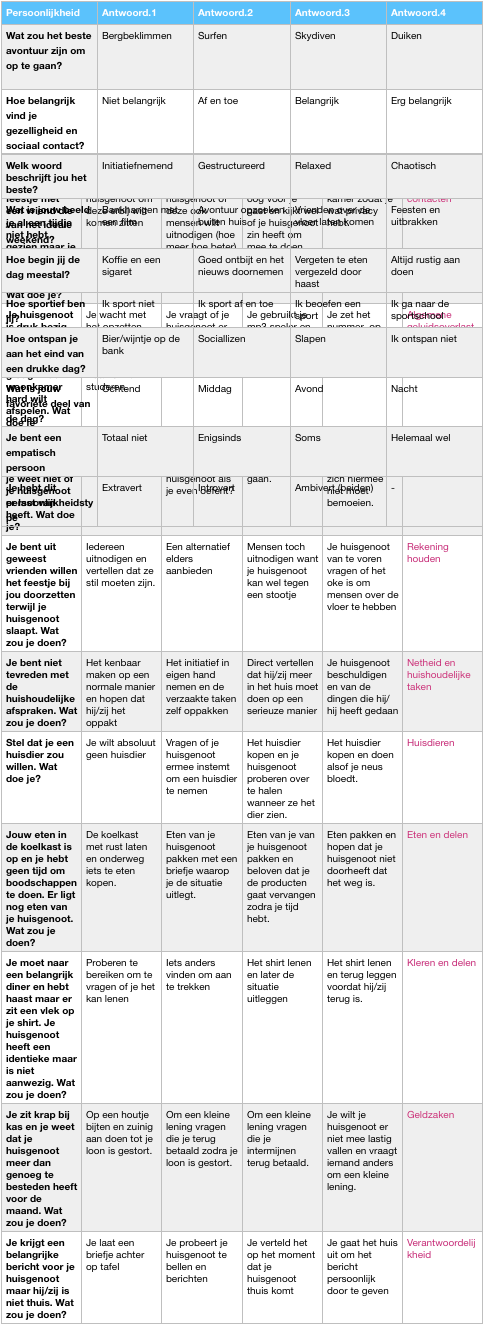 Persoonlijkheid
Antwoord.1
Antwoord.2
Antwoord.3
Antwoord.4
Wat zou het beste
avontuur zijn om
op te gaan?
Bergbeklimmen
Surfen
Skydiven
Duiken
Hoe belangrijk
vind je
gezelligheid en
sociaal contact?
Niet belangrijk
Af en toe
Belangrijk
Erg belangrijk
Welk woord
beschrijft jou het
beste?
Initiatiefnemend
Gestructureerd
Relaxed
Chaotisch
weekend?
Feesten en
uitbrakken
Hoe begin jij de
dag meestal?
Koffie en een
sigaret
Goed ontbijt en het
nieuws doornemen
Vergeten te eten
vergezeld door
haast
Altijd rustig aan
doen
Wat doe je?
Hoe sportief ben
Ik sport niet
Ik sport af en toe
Ik beoefen een
sport
Ik ga naar de
sportschool
Hoe ontspan je
aan het eind van
een drukke dag?
Bier/wijntje op de
bank
Sociallizen
Slapen
Ik ontspan niet
Ochtend
Middag
Avond
Nacht
Je bent een
empatisch
persoon
Totaal niet
Enigsinds
Soms
Helemaal wel
Extravert
Introvert
Ambivert (beiden)
-
Je bent uit
geweest
vrienden willen
het feestje bij
jou doorzetten
terwijl je
huisgenoot
slaapt. Wat
zou je doen?
Iedereen
uitnodigen en
vertellen dat ze
stil moeten zijn.
Een alternatief
elders
aanbieden
Mensen toch
uitnodigen want
je huisgenoot
kan wel tegen
een stootje
Je huisgenoot
van te voren
vragen of het
oke is om
mensen over de
vloer te hebben
Rekening
houden
Je bent niet
tevreden met
de
huishoudelijke
afspraken. Wat
zou je doen?
Het kenbaar
maken op een
normale manier
en hopen dat
hij/zij het
oppakt
Het initiatief in
eigen hand
nemen en de
verzaakte taken
zelf oppakken
Direct vertellen
dat hij/zij meer
in het huis moet
doen op een
serieuze manier
Je huisgenoot
beschuldigen
en van de
dingen die hij/
hij heeft gedaan
Netheid en
huishoudelijke
taken
Stel dat je een
huisdier zou
willen. Wat
doe je?
Je wilt absoluut
geen huisdier
Vragen of je
huisgenoot
ermee instemt
om een huisdier
te nemen
Het huisdier
kopen en je
huisgenoot
proberen over
te halen
wanneer ze het
dier zien.
Het huisdier
kopen en doen
alsof je neus
bloedt.
Huisdieren
Jouw eten in
de koelkast is
op en je hebt
geen tijd om
boodschappen
te doen. Er ligt
nog eten van
je huisgenoot.
Wat zou je
doen?
De koelkast
met rust laten
en onderweg
iets te eten
kopen.
Eten van je
huisgenoot
pakken met een
briefje waarop
je de situatie
uitlegt.
Eten van je van
je huisgenoot
pakken en
beloven dat je
de producten
gaat vervangen
zodra je tijd
hebt.
Eten pakken en
hopen dat je
huisgenoot niet
doorheeft dat
het weg is.
Eten en delen
Je moet naar
een belangrijk
diner en hebt
haast maar er
zit een vlek op
je shirt. Je
huisgenoot
heeft een
identieke maar
is niet
aanwezig. Wat
zou je doen?
Proberen te
bereiken om te
vragen of je het
kan lenen
Iets anders
vinden om aan
te trekken
Het shirt lenen
en later de
situatie
uitleggen
Het shirt lenen
en terug leggen
voordat hij/zij
terug is.
Kleren en delen
Je zit krap bij
kas en je weet
dat je
huisgenoot
meer dan
genoeg te
besteden heeft
voor de
maand. Wat
zou je doen?
Op een houtje
bijten en zuinig
aan doen tot je
loon is gestort.
Om een kleine
lening vragen
die je terug
betaald zodra je
loon is gestort.
Om een kleine
lening vragen
die je
intermijnen
terug betaald.
Je wilt je
huisgenoot er
niet mee lastig
vallen en vraagt
iemand anders
om een kleine
lening.
Geldzaken
Je krijgt een
belangrijke
bericht voor je
huisgenoot
maar hij/zij is
niet thuis. Wat
zou je doen?
Je laat een
briefje achter
op tafel
Je probeert je
huisgenoot te
bellen en
berichten
Je verteld het
op het moment
dat je
huisgenoot
thuis komt
Je gaat het huis
uit om het
bericht
persoonlijk
door te geven
Verantwoordelij
kheid